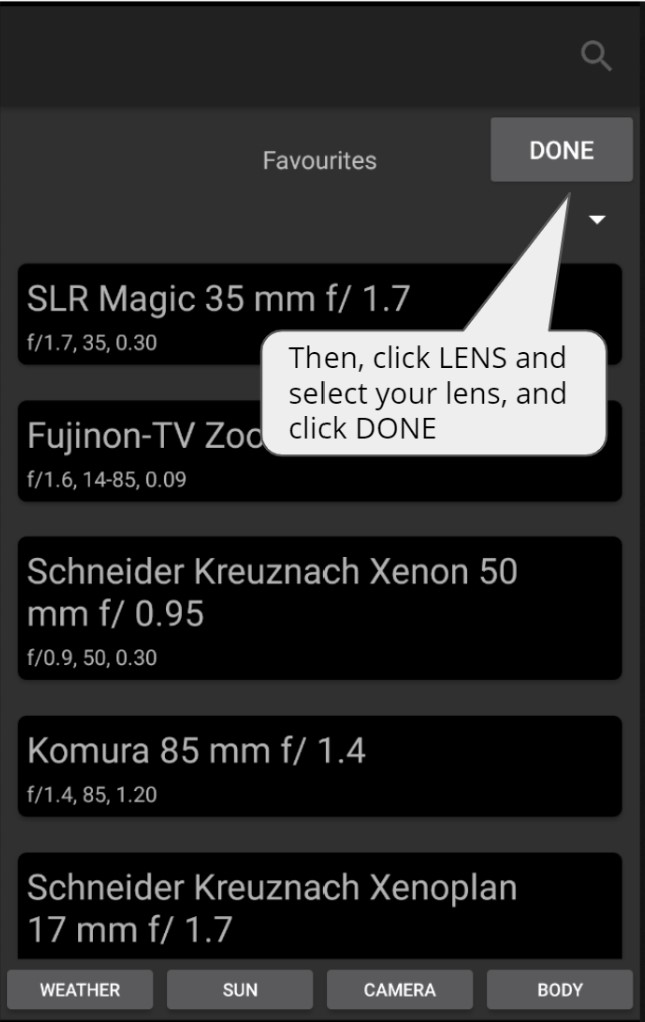 Favourites
DONE
SLR Magic 35 mm f/ 1.7
f/1.7, 35, 0.30
Then, click LENS and
select your lens, and
click DONE
Fujinon-TV Zoo
f/1.6, 14-85, 0.09
Schneider Kreuznach Xenon 50
mm f/ 0.95
f/0.9, 50, 0.30
Komura 85 mm f/ 1.4
f/1.4, 85, 1.20
Schneider Kreuznach Xenoplan
17 mm f/ 1.7
WEATHER SUN CAMERA BODY